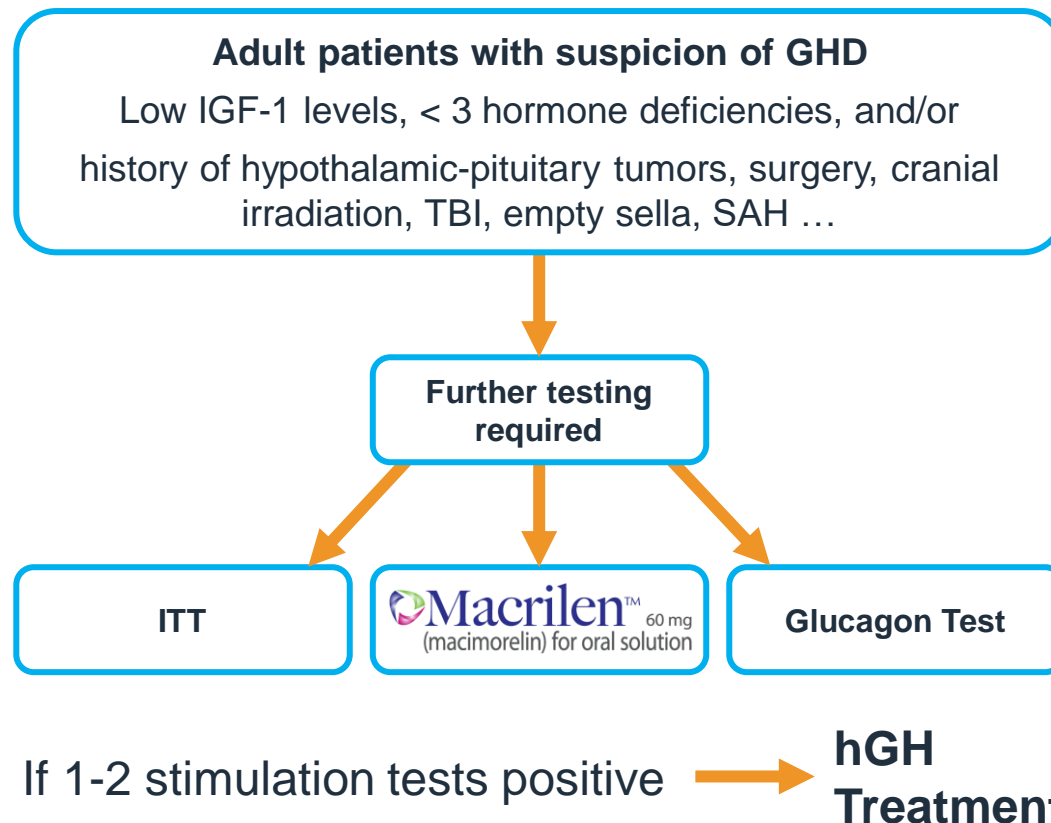 Adult patients with suspicion of GHD
Low IGF-1 levels, < 3 hormone deficiencies, and/or
history of hypothalamic-pituitary tumors, surgery, cranial
irradiation, TBI, empty sella, SAH …
Further testing
required
ITT
Macrilen™ 60 mg
(macimorelin) for oral solution
Glucagon Test
If 1-2 stimulation tests positive
hGH
Treatment